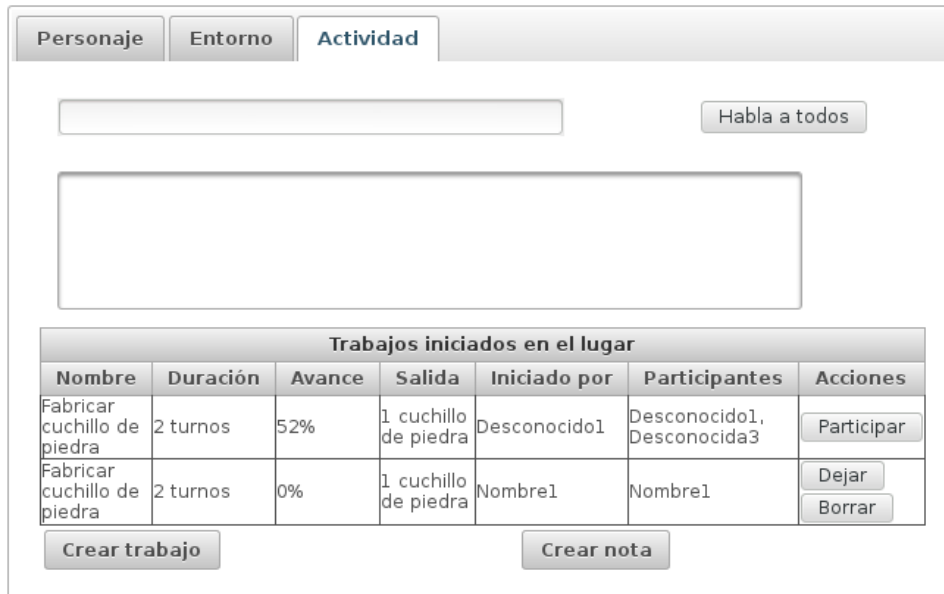 Personaje Entorno Actividad
Habla a todos
Trabajos iniciados en el lugar
Nombre Duración Avance Salida Iniciado por Participantes Acciones
Fabricar
cuchillo de
piedra
2 turnos
52%
1 cuchillo
de piedra
Desconocido1
Desconocido1,
Desconocida3
Participar
Fabricar
cuchillo de
piedra
2 turnos
0%
1 cuchillo
de piedra
Nombre1
Nombre1
Dejar
Borrar
Crear trabajo Crear nota